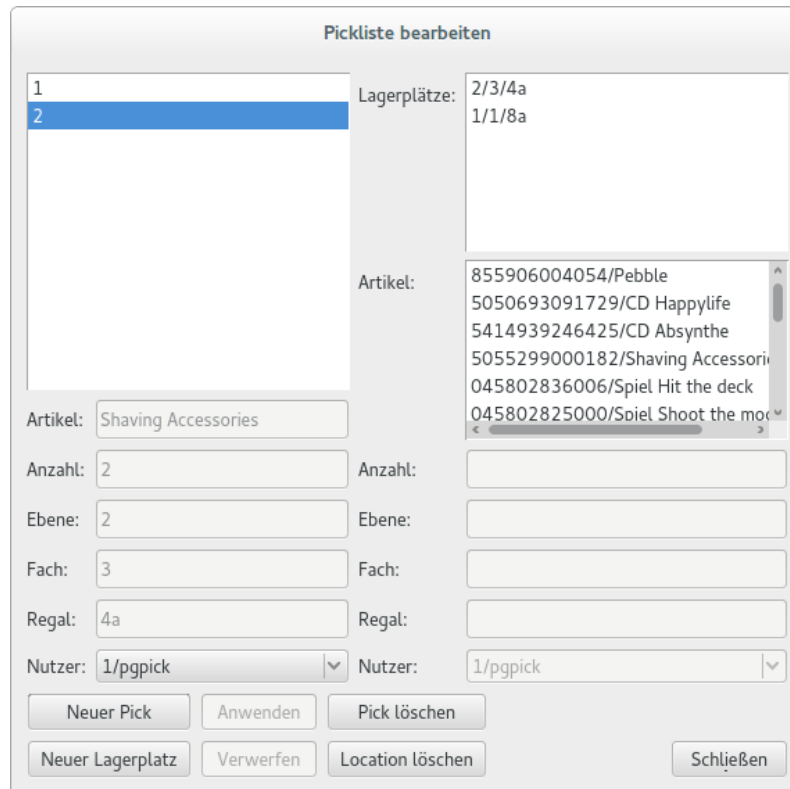 Pickliste bearbeiten
1
2
Lagerplätze:
2/3/4a
1/1/8a
Artikel:
855906004054/Pebble
5050693091729/CD Happylife
5414939246425/CD Absynthe
5055299000182/Shaving Accessorie
045802836006/Spiel Hit the deck
045802825000/Spiel Shoot the moo
Artikel: Shaving Accessories
Anzahl: 2
Anzahl:
Ebene: 2
Ebene:
Fach: 3
Fach:
Regal: 4a
Regal:
Nutzer: 1/pgpick
Nutzer: 1/pgpick
Neuer Pick Anwenden Pick löschen
Neuer Lagerplatz Verwerfen Location löschen Schließen